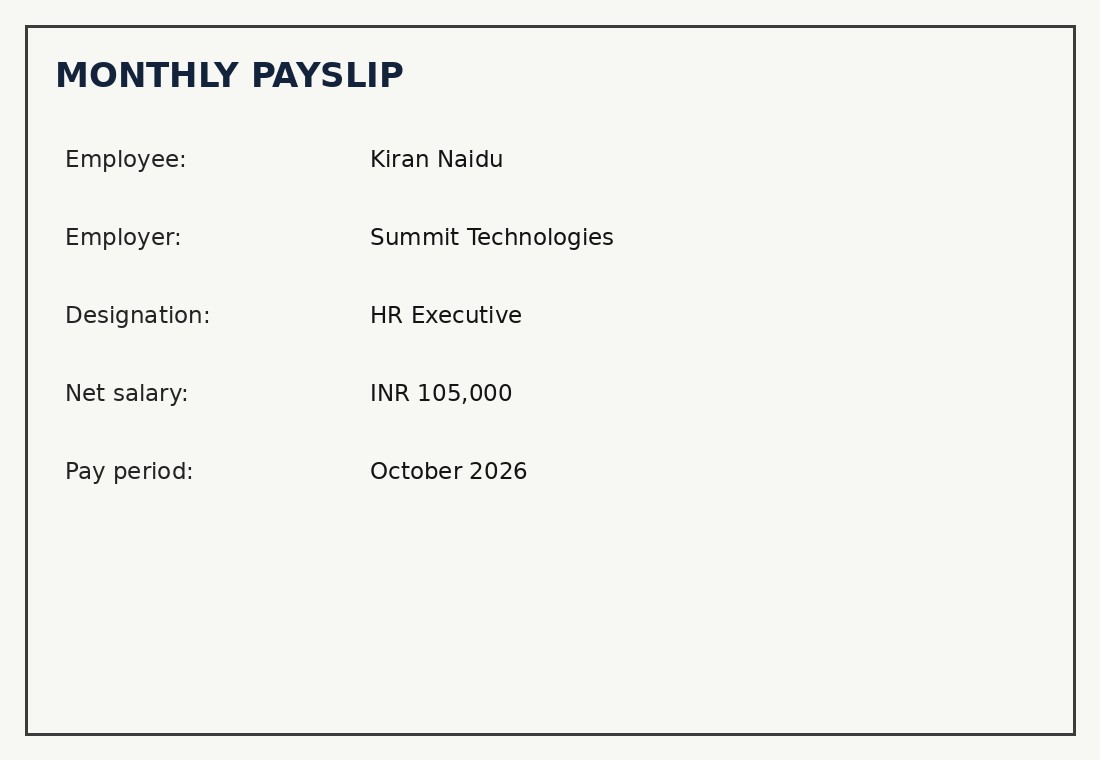 MONTHLY PAYSLIP
Employee: Kiran Naidu
Employer: Summit Technologies
Designation: HR Executive
Net salary: INR 105,000
Pay period: October 2026